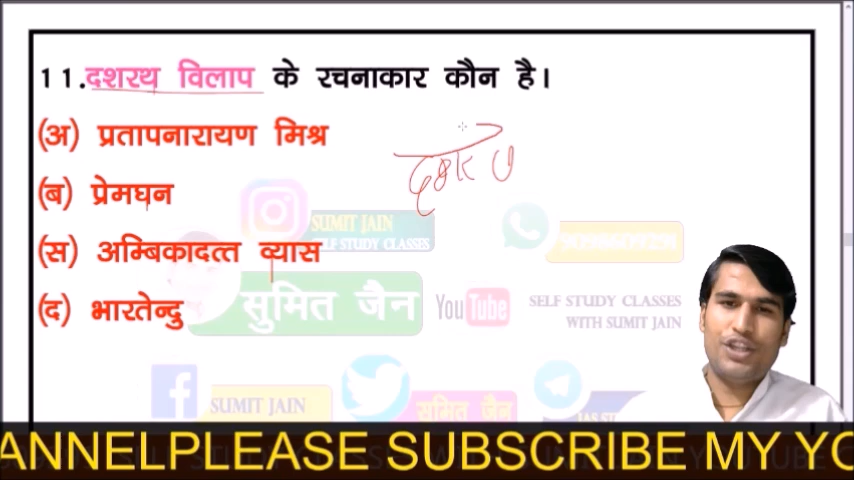 11.दशरथ विलाप के रचनाकार कौन है।
(अ) प्रतापनारायण मिश्र
(ब) प्रेमघन
(स) अम्बिकादत्त व्यास
(द) भारतेन्दु
SUMIT JAIN
SELF STUDY CLASSES
सुमित जैन
YouTube
SELF STUDY CLASSES
WITH SUMIT JAIN
SUMIT JAIN
सुमित जैन
ANNELPLEASE SUBSCRIBE MY YO